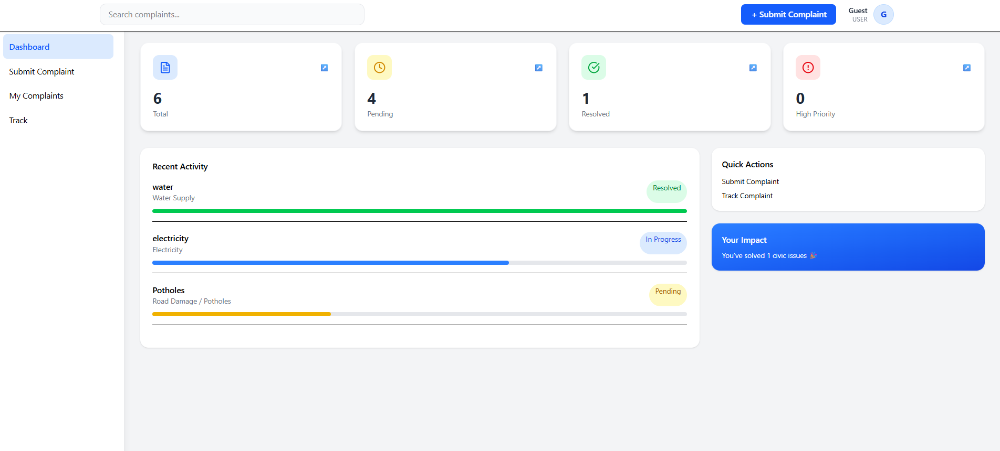 Search complaints...
+ Submit Complaint
Guest
USER
G
Dashboard
Submit Complaint
My Complaints
Track
6
Total
4
Pending
1
Resolved
0
High Priority
Recent Activity
water
Water Supply
Resolved
electricity
Electricity
In Progress
Potholes
Road Damage / Potholes
Pending
Quick Actions
Submit Complaint
Track Complaint
Your Impact
You've solved 1 civic issues 🎉